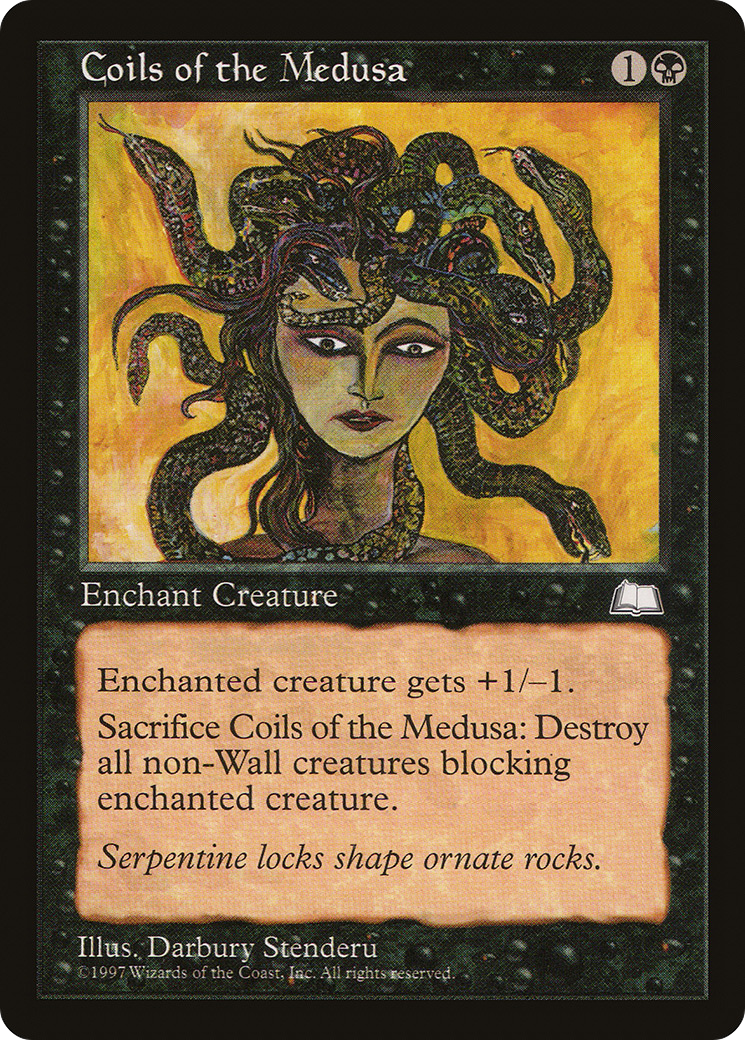 Coils of the Medusa 1
Enchant Creature
Enchanted creature gets +1/–1.
Sacrifice Coils of the Medusa: Destroy
all non-Wall creatures blocking
enchanted creature.
Serpentine locks shape ornate rocks.
Illus. Darbury Stenderu
©1997 Wizards of the Coast, Inc. All rights reserved.